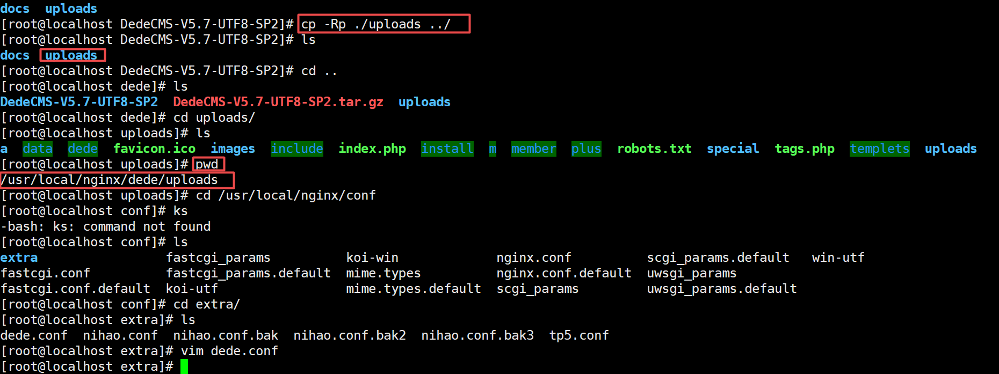 docs  uploads
[root@localhost DedeCMS-V5.7-UTF8-SP2]# cp -Rp ./uploads ../
[root@localhost DedeCMS-V5.7-UTF8-SP2]# ls
docs  uploads
[root@localhost DedeCMS-V5.7-UTF8-SP2]# cd ..
[root@localhost dede]# ls
DedeCMS-V5.7-UTF8-SP2  DedeCMS-V5.7-UTF8-SP2.tar.gz  uploads
[root@localhost dede]# cd uploads/
[root@localhost uploads]# ls
a  data  dede  favicon.ico  images  include  index.php  install  m  member  plus  robots.txt  special  tags.php  templets  uploads
[root@localhost uploads]# pwd
/usr/local/nginx/dede/uploads
[root@localhost uploads]# cd /usr/local/nginx/conf
[root@localhost conf]# ks
-bash: ks: command not found
[root@localhost conf]# ls
extra                 fastcgi_params          koi-win             nginx.conf          scgi_params.default   win-utf
fastcgi.conf          fastcgi_params.default  mime.types          nginx.conf.default  uwsgi_params
fastcgi.conf.default  koi-utf                 mime.types.default  scgi_params         uwsgi_params.default
[root@localhost conf]# cd extra/
[root@localhost extra]# ls
dede.conf  nihao.conf  nihao.conf.bak  nihao.conf.bak2  nihao.conf.bak3  tp5.conf
[root@localhost extra]# vim dede.conf
[root@localhost extra]#